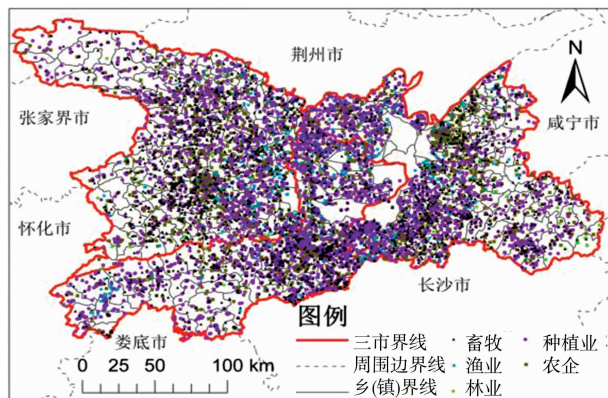 荆州市
N
张家界市
咸宁市
怀化市
长沙市
娄底市
图例
三市界线
畜牧
种植业
周围边界线
渔业
农企
乡(镇)界线
林业
0 25 50 100 km